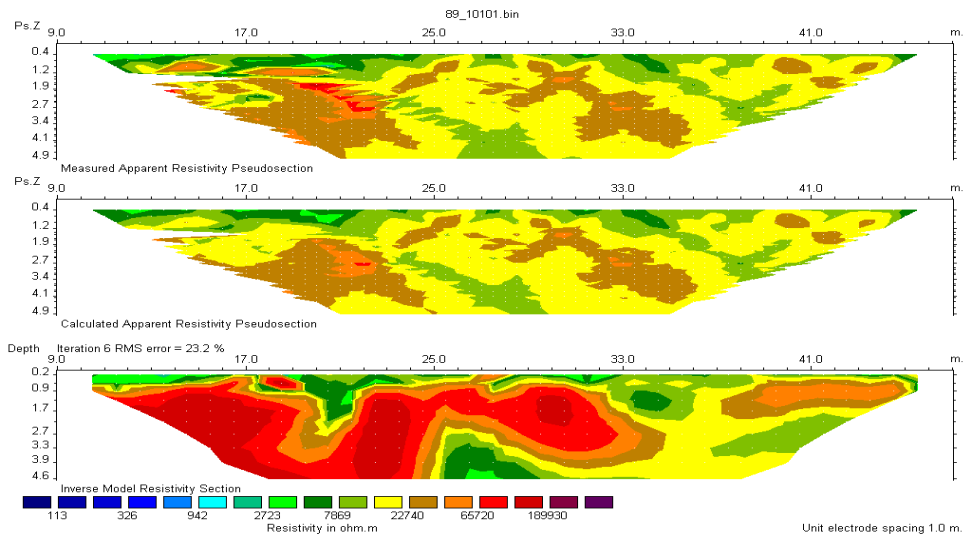 89_10101.bin
Ps.Z 9.0 17.0 25.0 33.0 41.0 m.
0.4
1.2
1.9
2.7
3.4
4.1
4.9
Measured Apparent Resistivity Pseudosection
Ps.Z 9.0 17.0 25.0 33.0 41.0 m.
0.4
1.2
1.9
2.7
3.4
4.1
4.9
Calculated Apparent Resistivity Pseudosection
Depth Iteration 6 RMS error = 23.2 %
9.0 17.0 25.0 33.0 41.0 m.
0.2
0.9
1.7
2.7
3.3
4.6
Inverse Model Resistivity Section
113 326 942 2723 7869 22740 65720 189930
Resistivity in ohm.m
Unit electrode spacing 1.0 m.